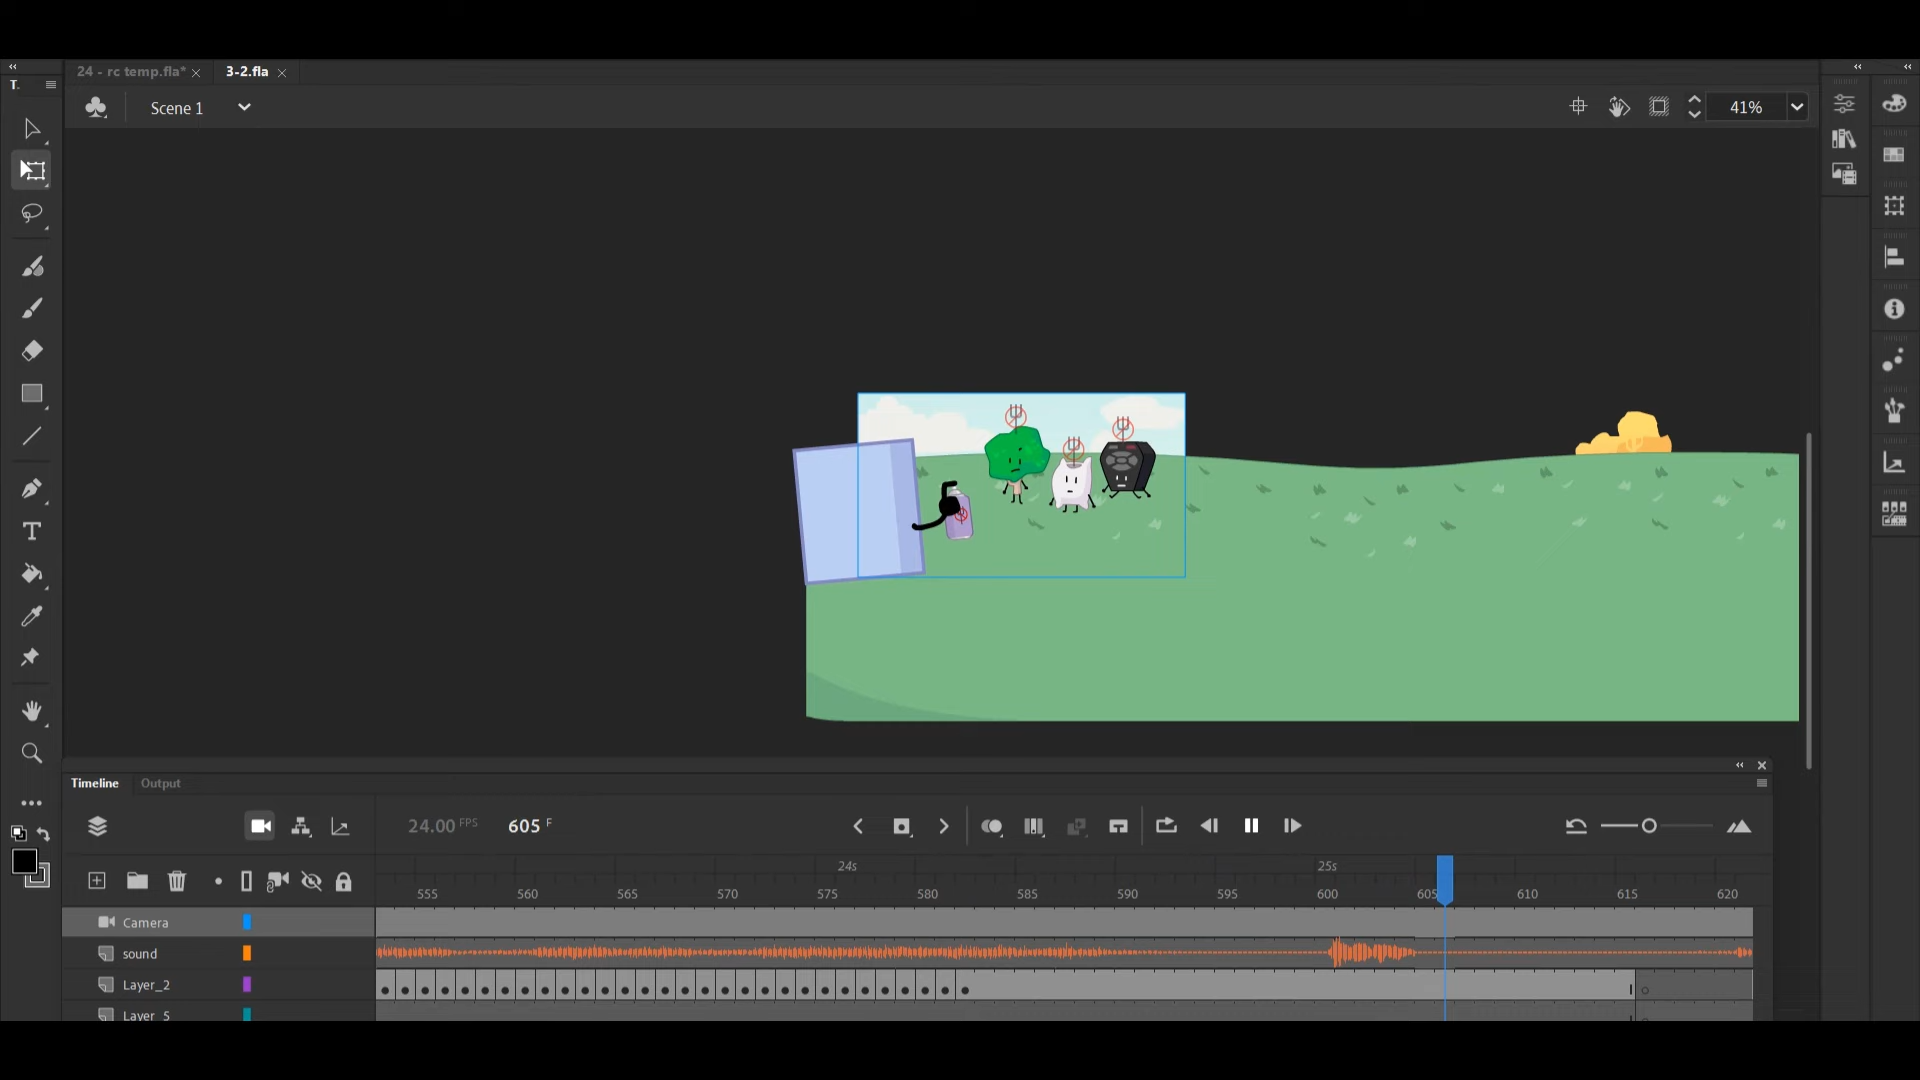 24 - rc temp.fla*
3-2.fla
T.
Scene 1
41%
Timeline
Output
24.00 FPS
605 F
24s
25s
555
560
565
570
575
580
585
590
595
600
605
610
615
620
Camera
sound
Layer_2
Layer_5